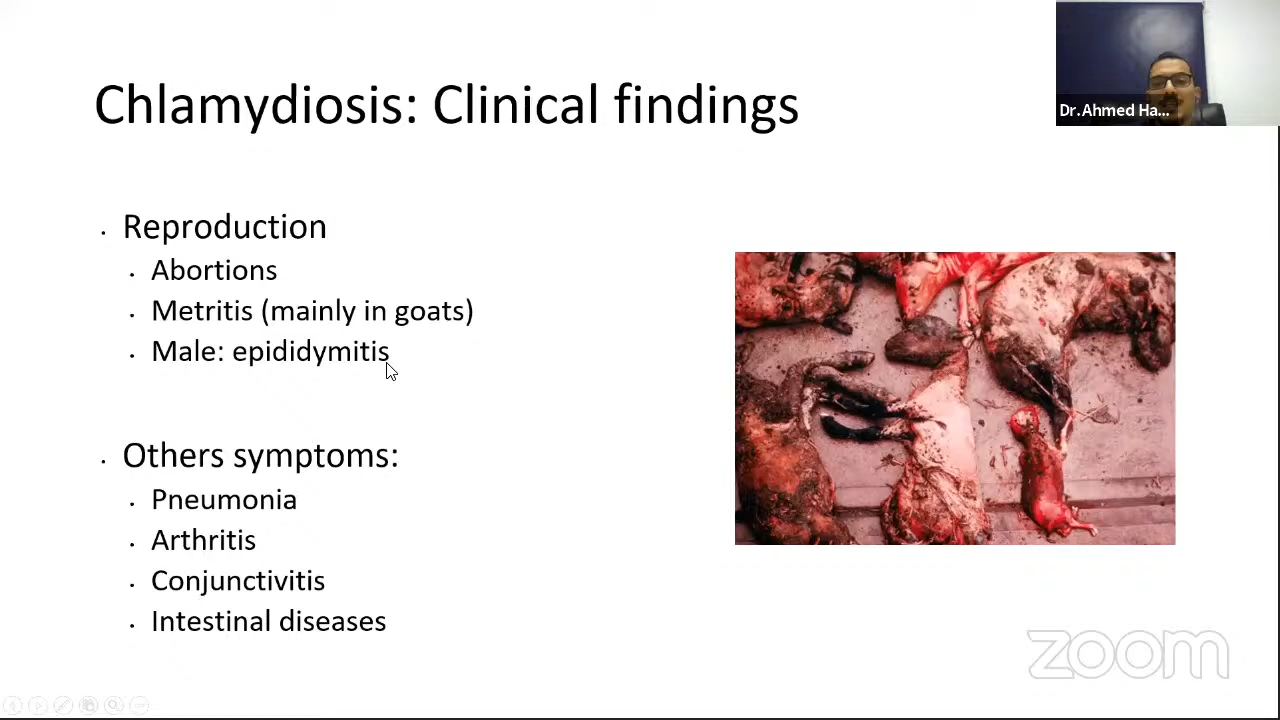 Chlamydiosis: Clinical findings
Dr.Ahmed Ha...
• Reproduction
• Abortions
• Metritis (mainly in goats)
• Male: epididymitis
• Others symptoms:
• Pneumonia
• Arthritis
• Conjunctivitis
• Intestinal diseases
zoom